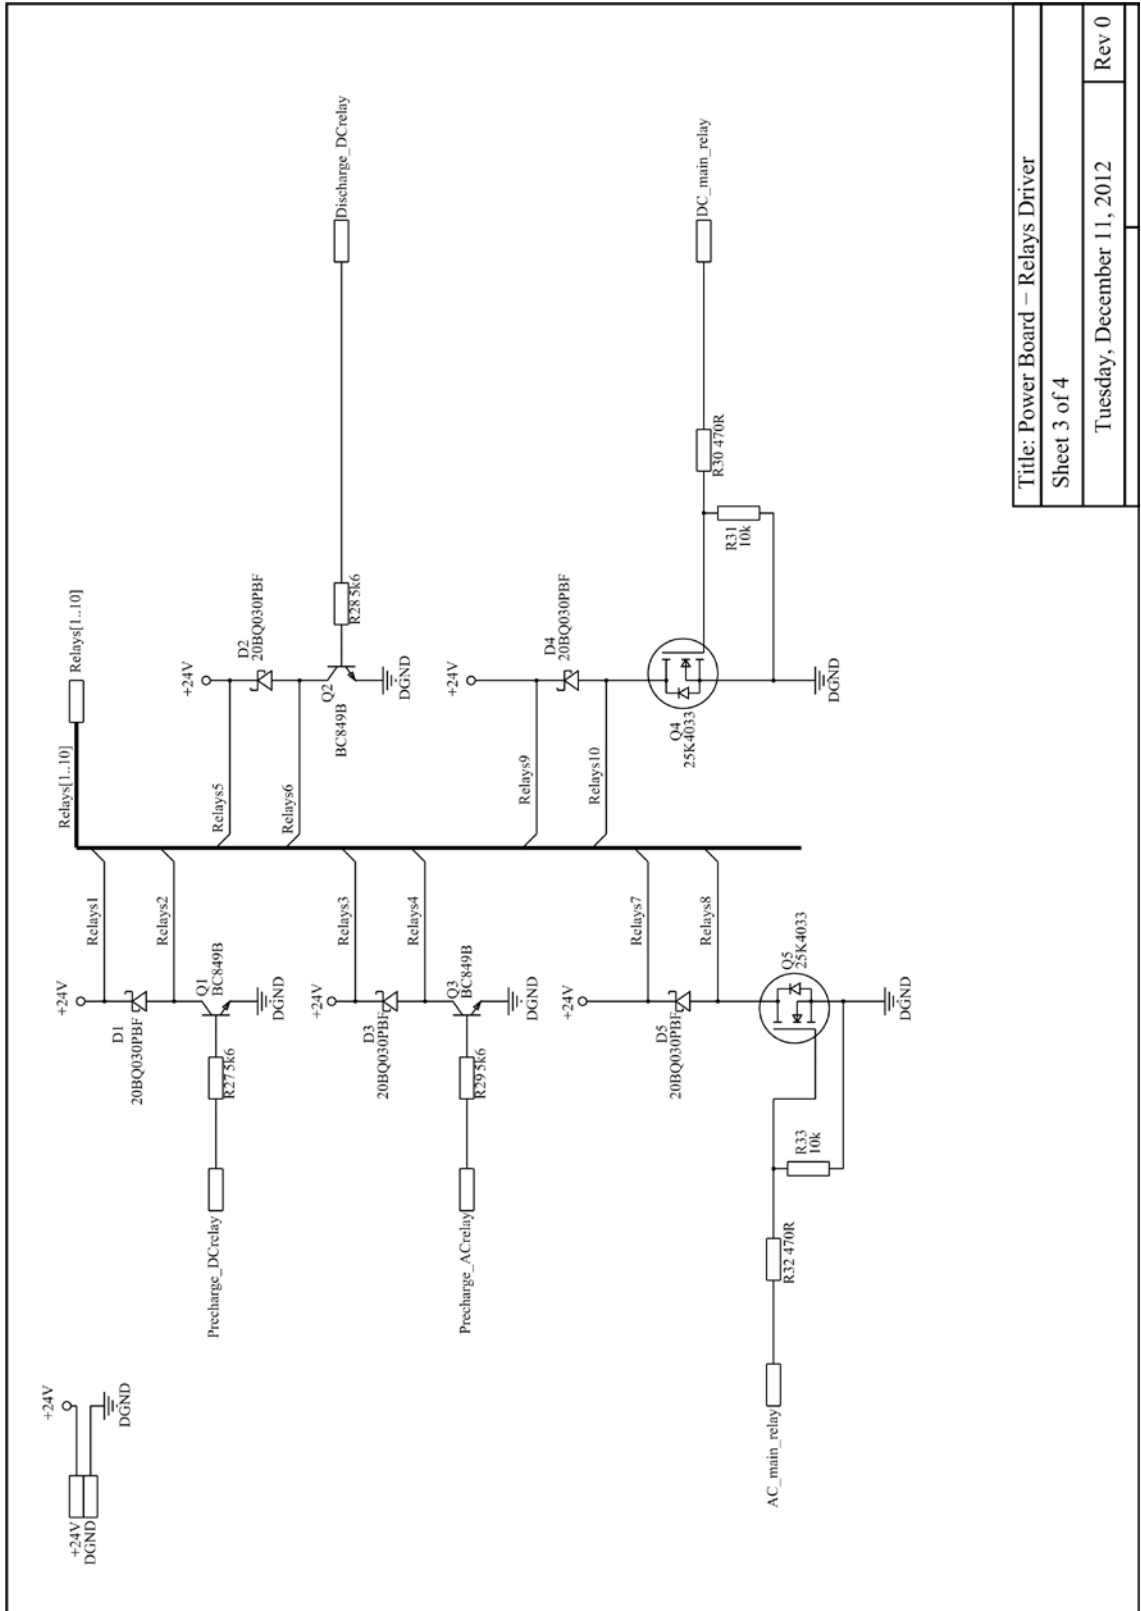 +24V
DGND
+24V
DGND
Relays[1..10]
Relays[1..10]
+24V
D1
20BQ030PBF
Relays1
Relays2
Q1
BC849B
R27 5k6
DGND
Precharge_DCrelay
+24V
D2
20BQ030PBF
Relays5
Relays6
Q2
BC849B
R28 5k6
DGND
Discharge_DCrelay
+24V
D3
20BQ030PBF
Relays3
Relays4
Q3
BC849B
R29 5k6
DGND
Precharge_ACrelay
+24V
D4
20BQ030PBF
Relays9
Relays10
Q4
25K4033
R30 470R
R31
10k
DGND
DC_main_relay
+24V
D5
20BQ030PBF
Relays7
Relays8
Q5
25K4033
R32 470R
R33
10k
DGND
AC_main_relay
Title: Power Board – Relays Driver
Sheet 3 of 4
Tuesday, December 11, 2012
Rev 0